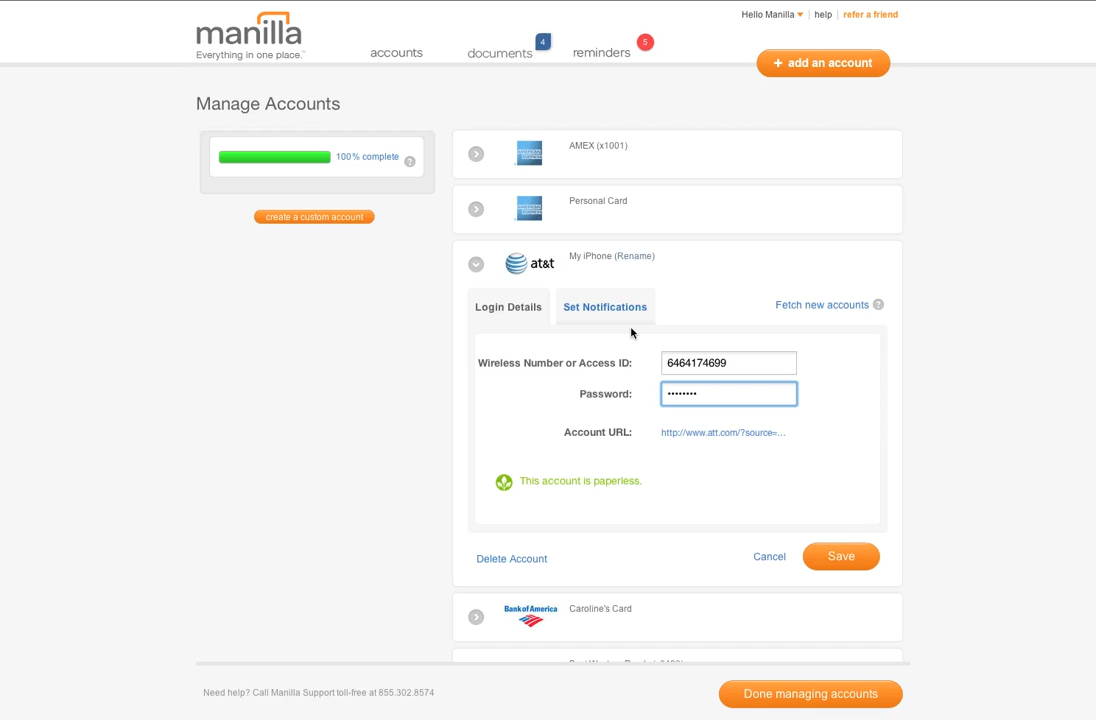 Hello Manilla help refer a friend
manilla
Everything in one place.
accounts documents 4 reminders 5
+ add an account
Manage Accounts
100% complete ?
create a custom account
AMEX (x1001)
Personal Card
at&t My iPhone (Rename)
Login Details Set Notifications Fetch new accounts ?
Wireless Number or Access ID: 6464174699
Password: ••••••••
Account URL: http://www.att.com/?source=...
This account is paperless.
Delete Account Cancel Save
Bank of America Caroline's Card
Need help? Call Manilla Support toll-free at 855.302.8574
Done managing accounts